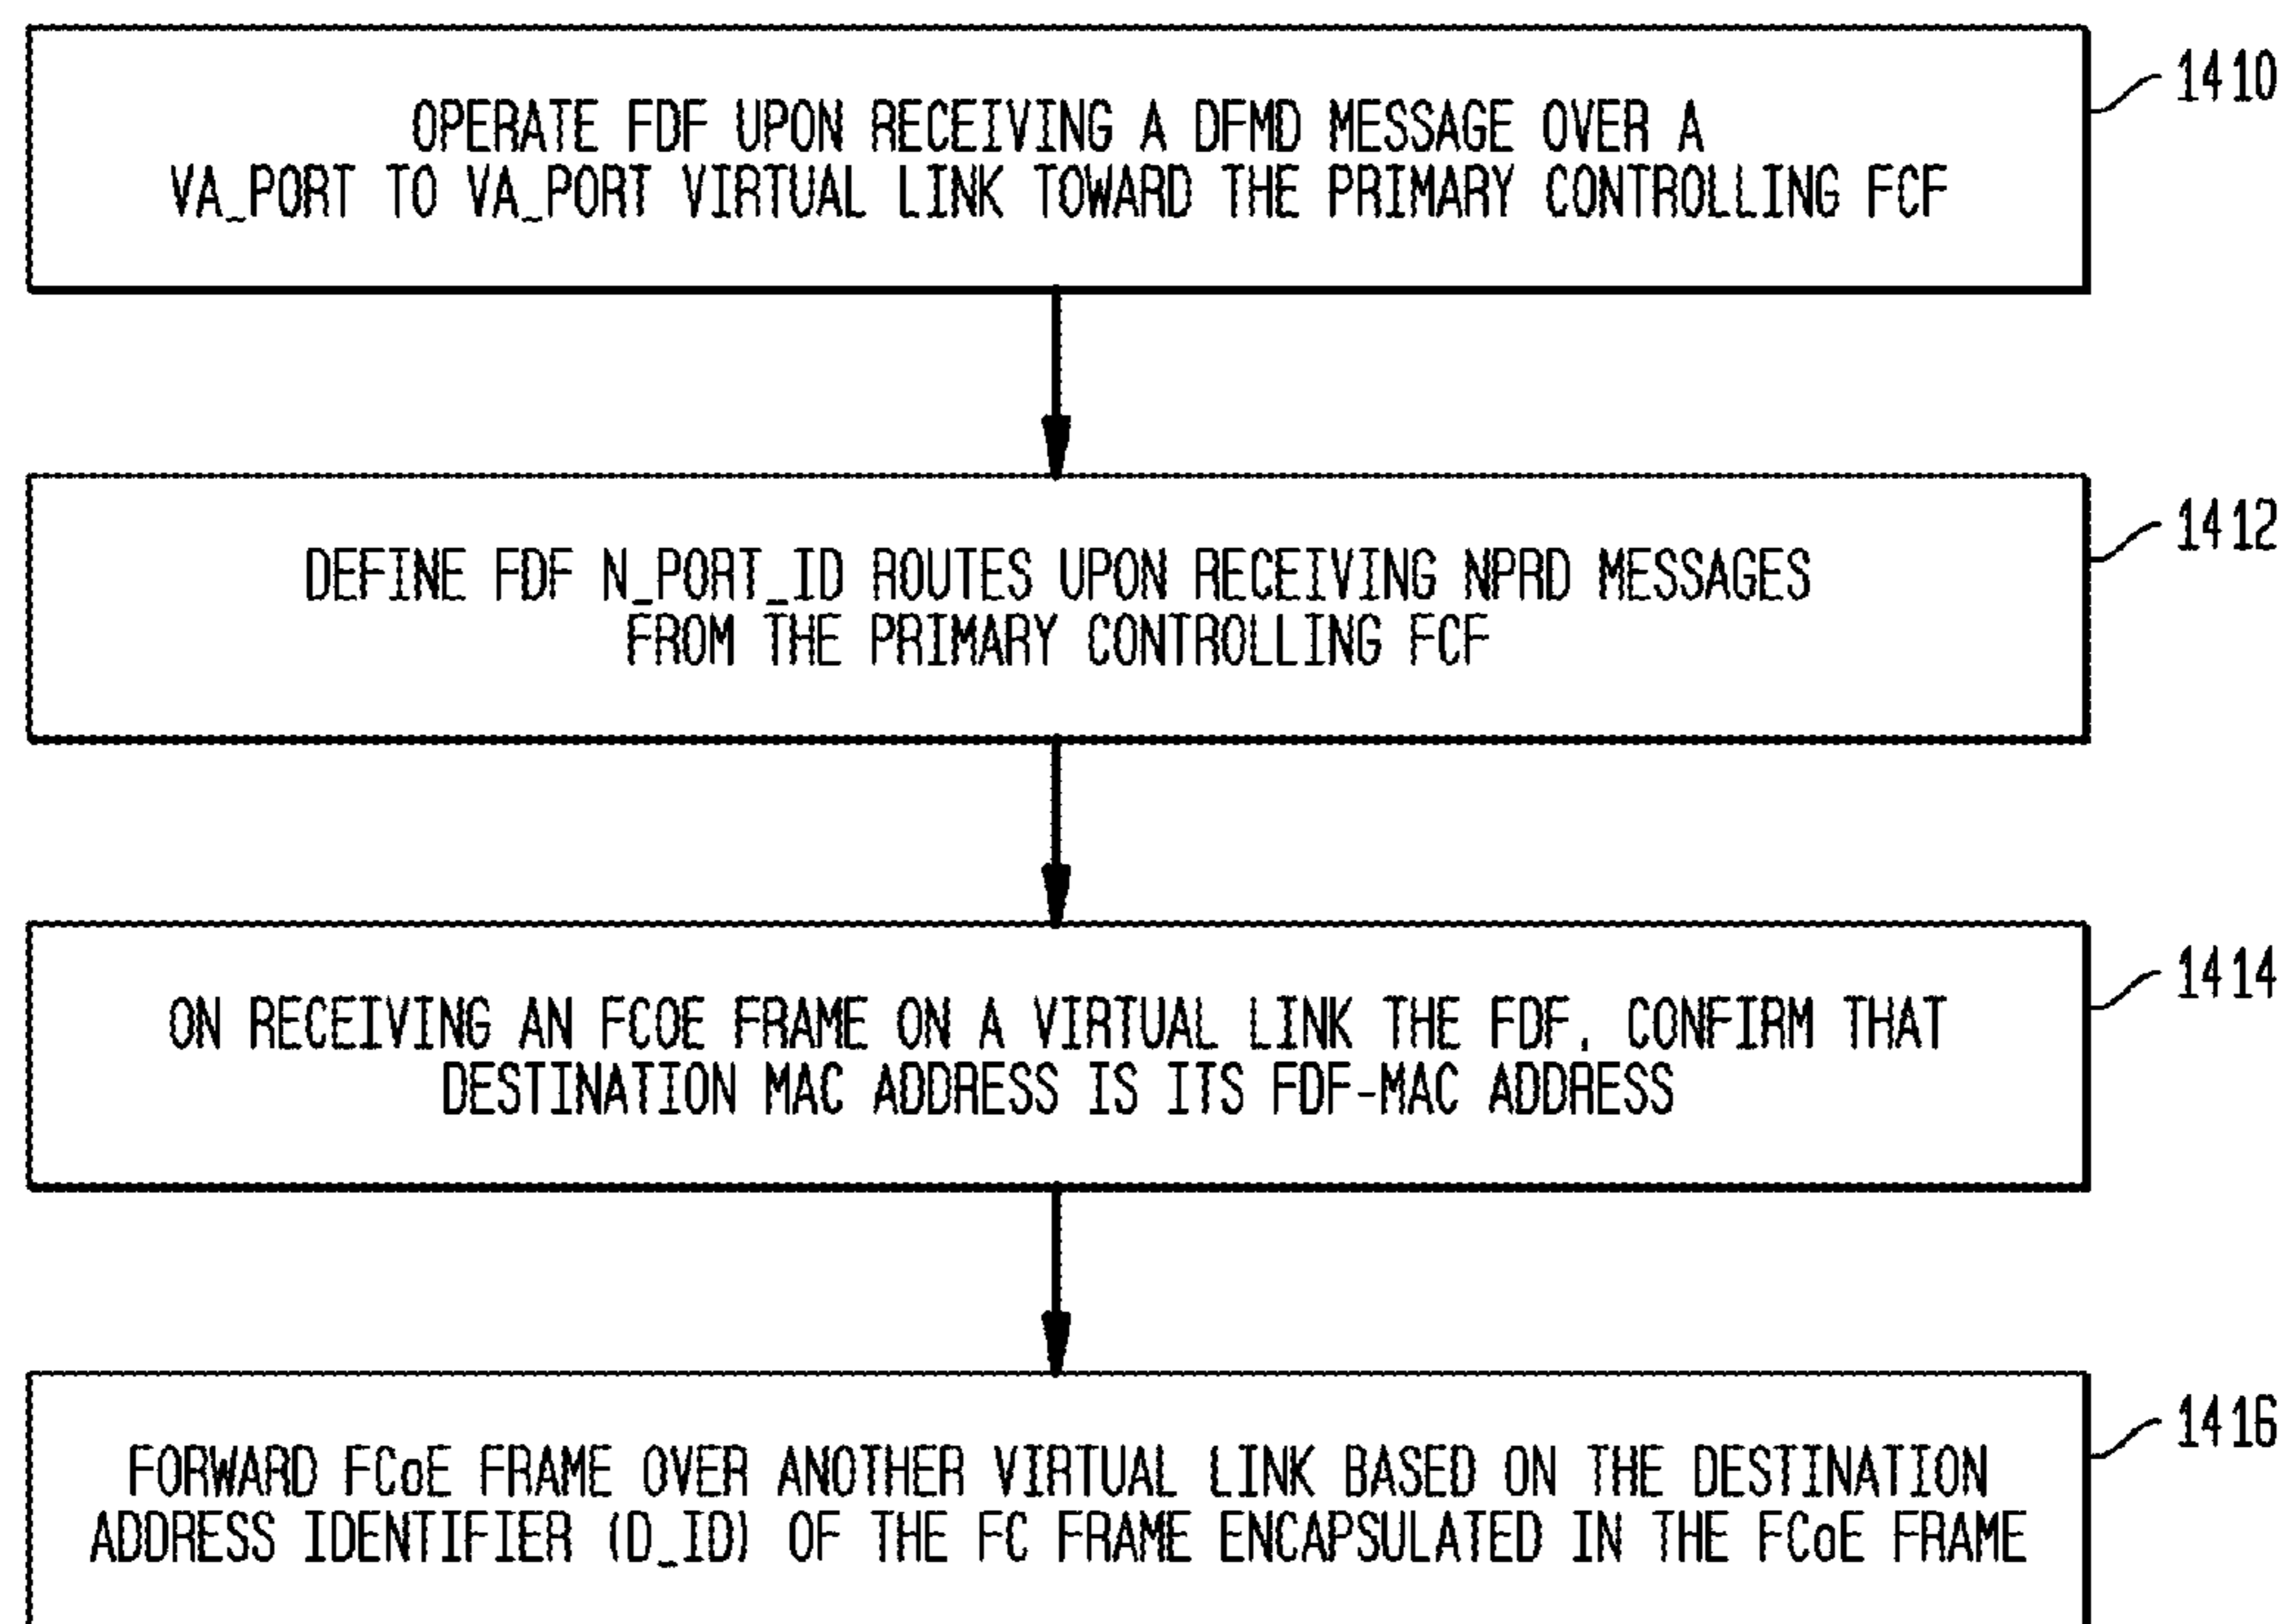 OPERATE FDF UPON RECEIVING A DFMD MESSAGE OVER A
VA_PORT TO VA_PORT VIRTUAL LINK TOWARD THE PRIMARY CONTROLLING FCF
1410
DEFINE FDF N_PORT_ID ROUTES UPON RECEIVING NPRD MESSAGES
FROM THE PRIMARY CONTROLLING FCF
1412
ON RECEIVING AN FCOE FRAME ON A VIRTUAL LINK THE FDF, CONFIRM THAT
DESTINATION MAC ADDRESS IS ITS FDF-MAC ADDRESS
1414
FORWARD FCoE FRAME OVER ANOTHER VIRTUAL LINK BASED ON THE DESTINATION
ADDRESS IDENTIFIER (D_ID) OF THE FC FRAME ENCAPSULATED IN THE FCoE FRAME
1416